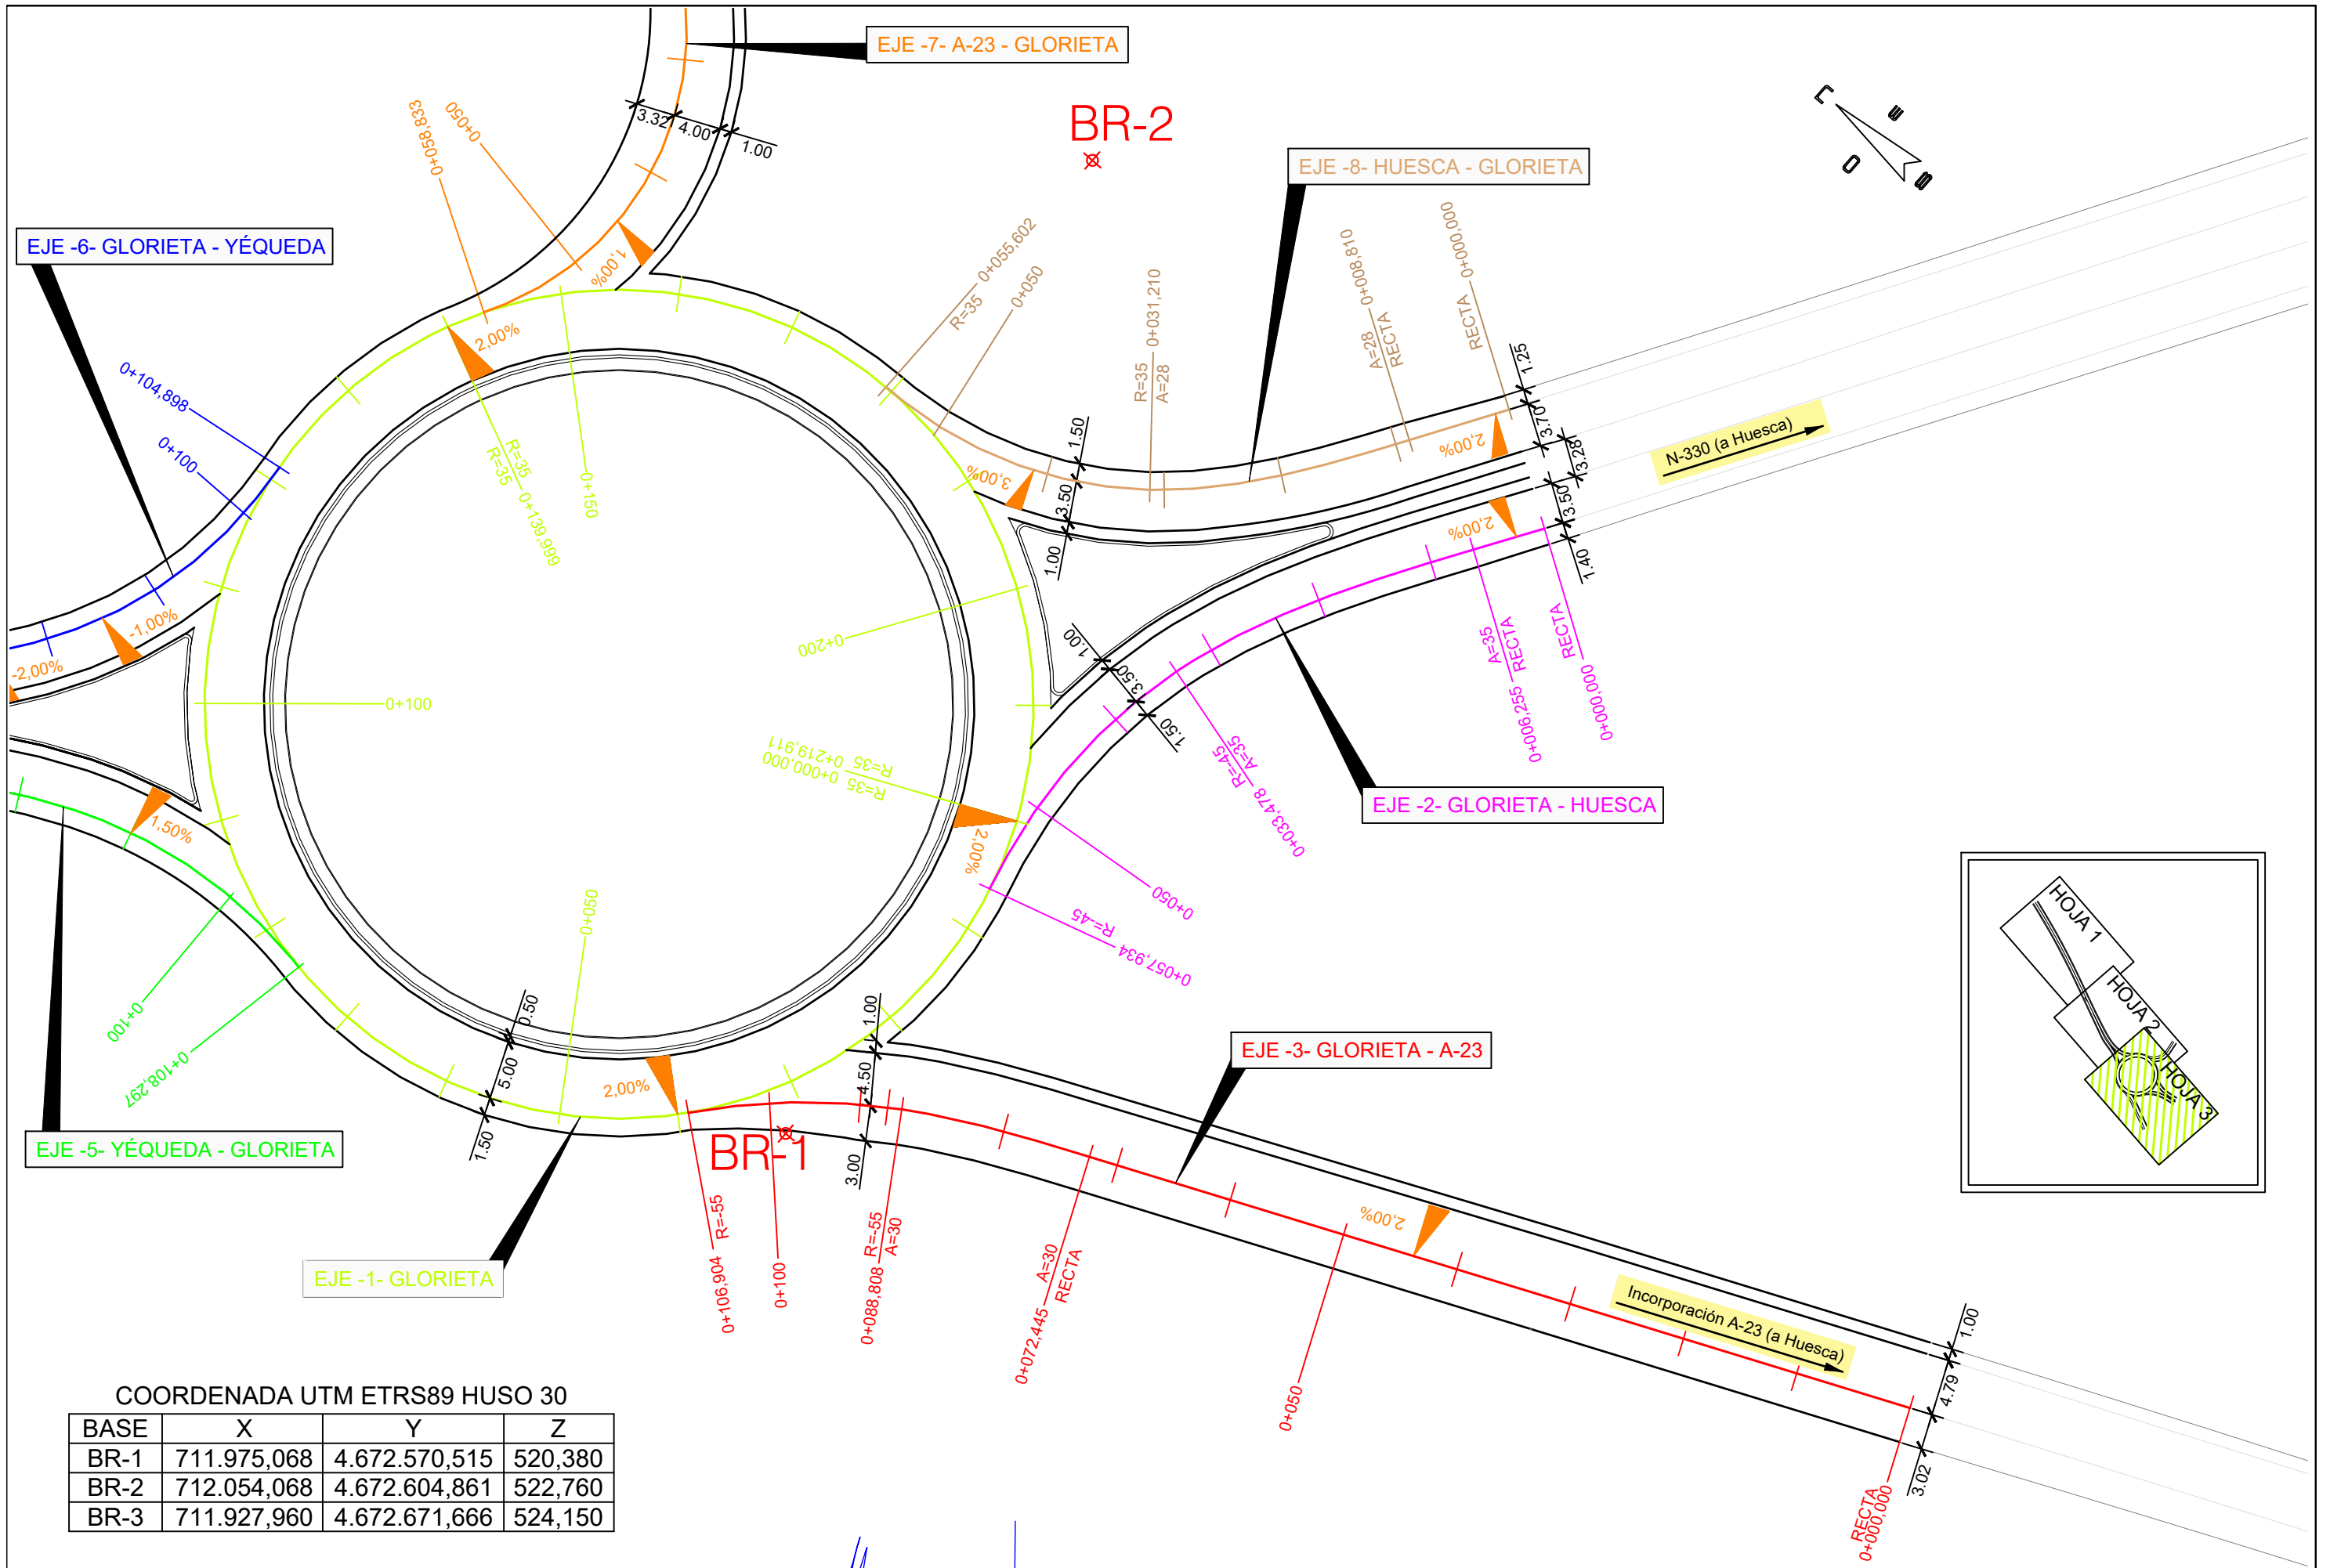 EJE -7- A-23 - GLORIETA
BR-2
EJE -8- HUESCA - GLORIETA
EJE -6- GLORIETA - YÉQUEDA
0+058,833
0+050
3.32
4.00
1.00
1,00%
2,00%
0+104,898
0+100
R=35
R=35
0+139,999
0+150
R=35 0+055,602
0+050
R=35 0+031,210
A=28
A=28 0+008,810
RECTA
RECTA 0+000,000
1.25
3.70
3.28
3.50
1.40
2,00%
2,00%
3,00%
1.50
3.50
1.00
N-330 (a Huesca)
E
O
S
-1,00%
-2,00%
0+100
0+200
R=35 0+219,911
R=35 0+000,000
2,00%
1.00
3.50
1.50
R=-45
A=35
0+033,478
A=35
RECTA
0+006,255
RECTA
0+000,000
EJE -2- GLORIETA - HUESCA
0+050
R=-45
0+057,934
1,50%
0+100
0+108,297
EJE -5- YÉQUEDA - GLORIETA
0+050
0.50
5.00
1.50
2,00%
1.00
4.50
3.00
BR-1
EJE -3- GLORIETA - A-23
EJE -1- GLORIETA
0+106,904 R=-55
0+100
0+088,808 R=-55
A=30
0+072,445 A=30
RECTA
0+050
2,00%
Incorporación A-23 (a Huesca)
1.00
4.79
3.02
RECTA
0+000,000
HOJA 1
HOJA 2
HOJA 3
COORDENADA UTM ETRS89 HUSO 30
BASE X Y Z
BR-1 711.975,068 4.672.570,515 520,380
BR-2 712.054,068 4.672.604,861 522,760
BR-3 711.927,960 4.672.671,666 524,150